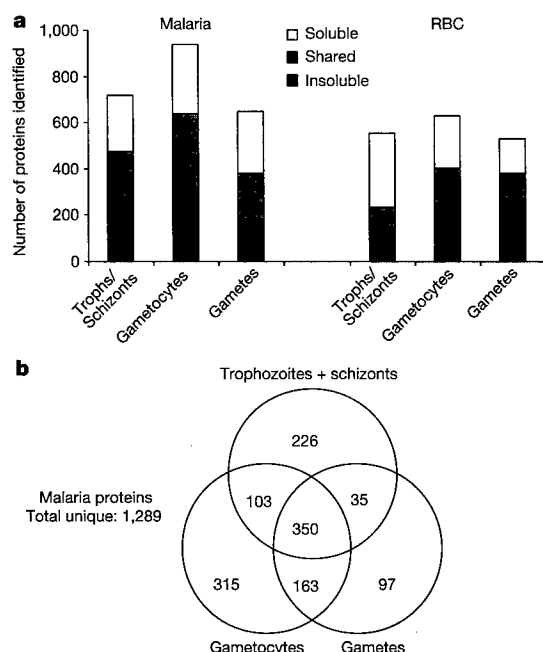 a
Malaria
RBC
Soluble
Shared
Insoluble
Number of proteins identified
1,000
800
600
400
200
0
Trophs/
Schizonts
Gametocytes
Gametes
Trophs/
Schizonts
Gametocytes
Gametes
b
Trophozoites + schizonts
226
Malaria proteins
Total unique: 1,289
103
35
350
315
163
97
Gametocytes
Gametes